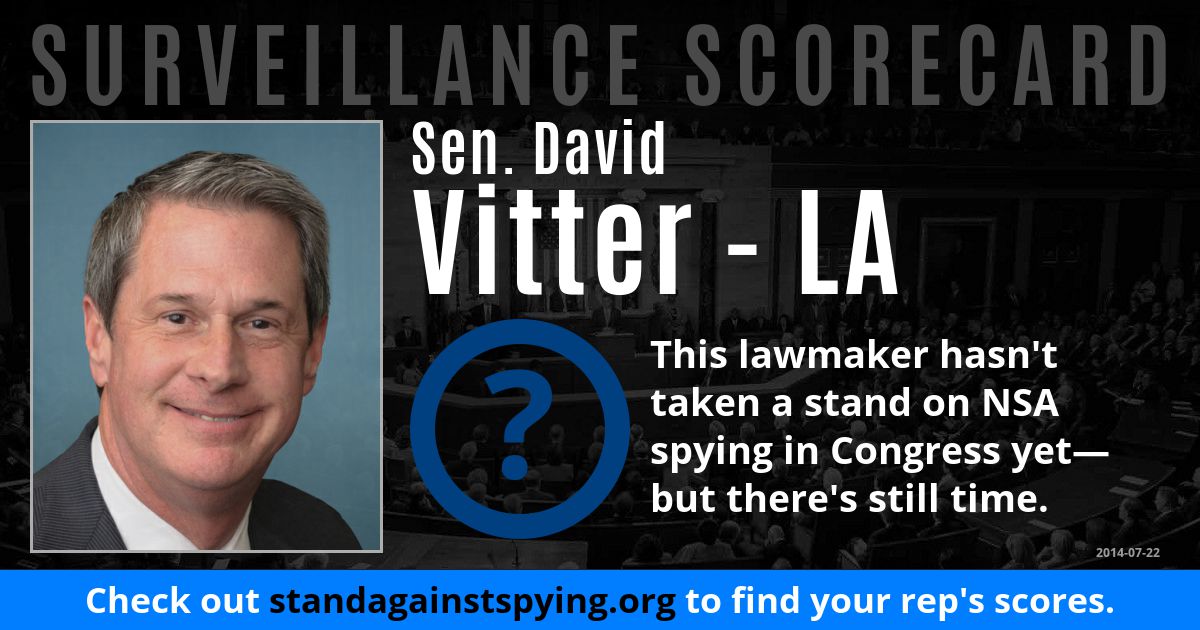 SURVEILLANCE SCORECARD
Sen. David
Vitter - LA
?
This lawmaker hasn't
taken a stand on NSA
spying in Congress yet—
but there's still time.
2014-07-22
Check out standagainstspying.org to find your rep's scores.